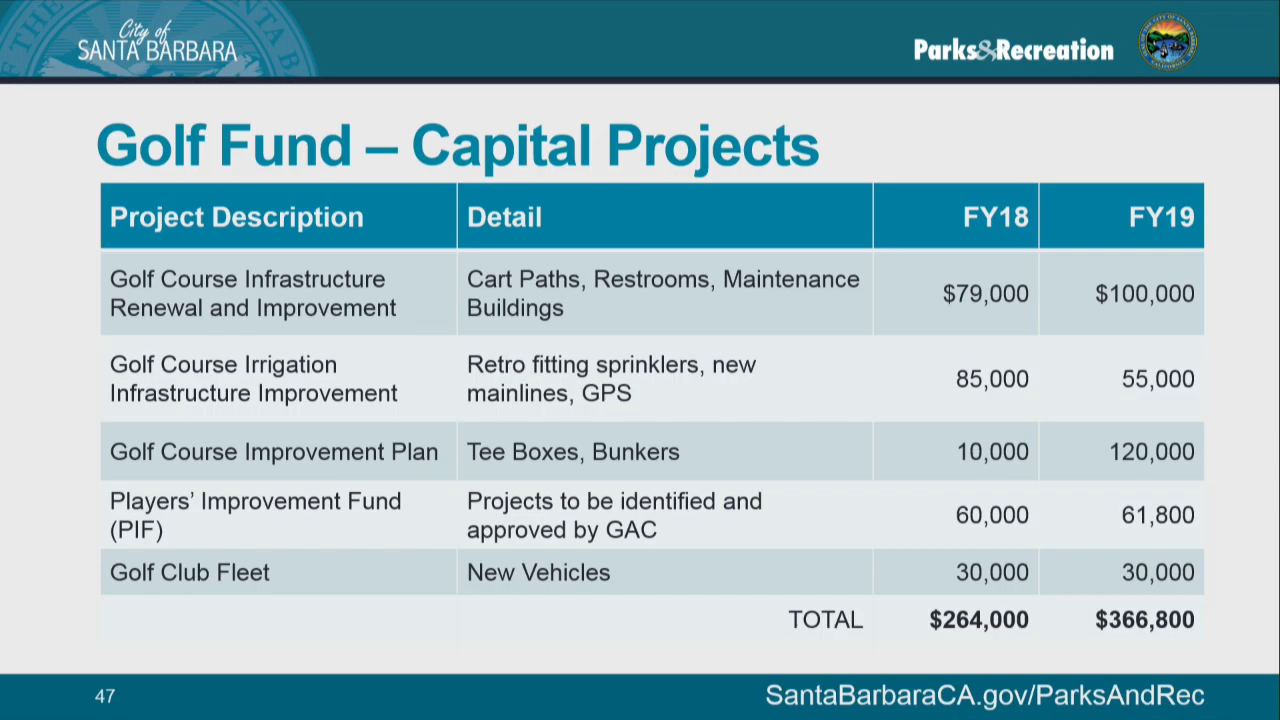 City of
SANTA BARBARA
Parks&Recreation
Golf Fund – Capital Projects
Project Description Detail FY18 FY19
Golf Course Infrastructure
Renewal and Improvement
Cart Paths, Restrooms, Maintenance
Buildings
$79,000 $100,000
Golf Course Irrigation
Infrastructure Improvement
Retro fitting sprinklers, new
mainlines, GPS
85,000 55,000
Golf Course Improvement Plan Tee Boxes, Bunkers 10,000 120,000
Players’ Improvement Fund
(PIF)
Projects to be identified and
approved by GAC
60,000 61,800
Golf Club Fleet New Vehicles 30,000 30,000
TOTAL $264,000 $366,800
47
SantaBarbaraCA.gov/ParksAndRec